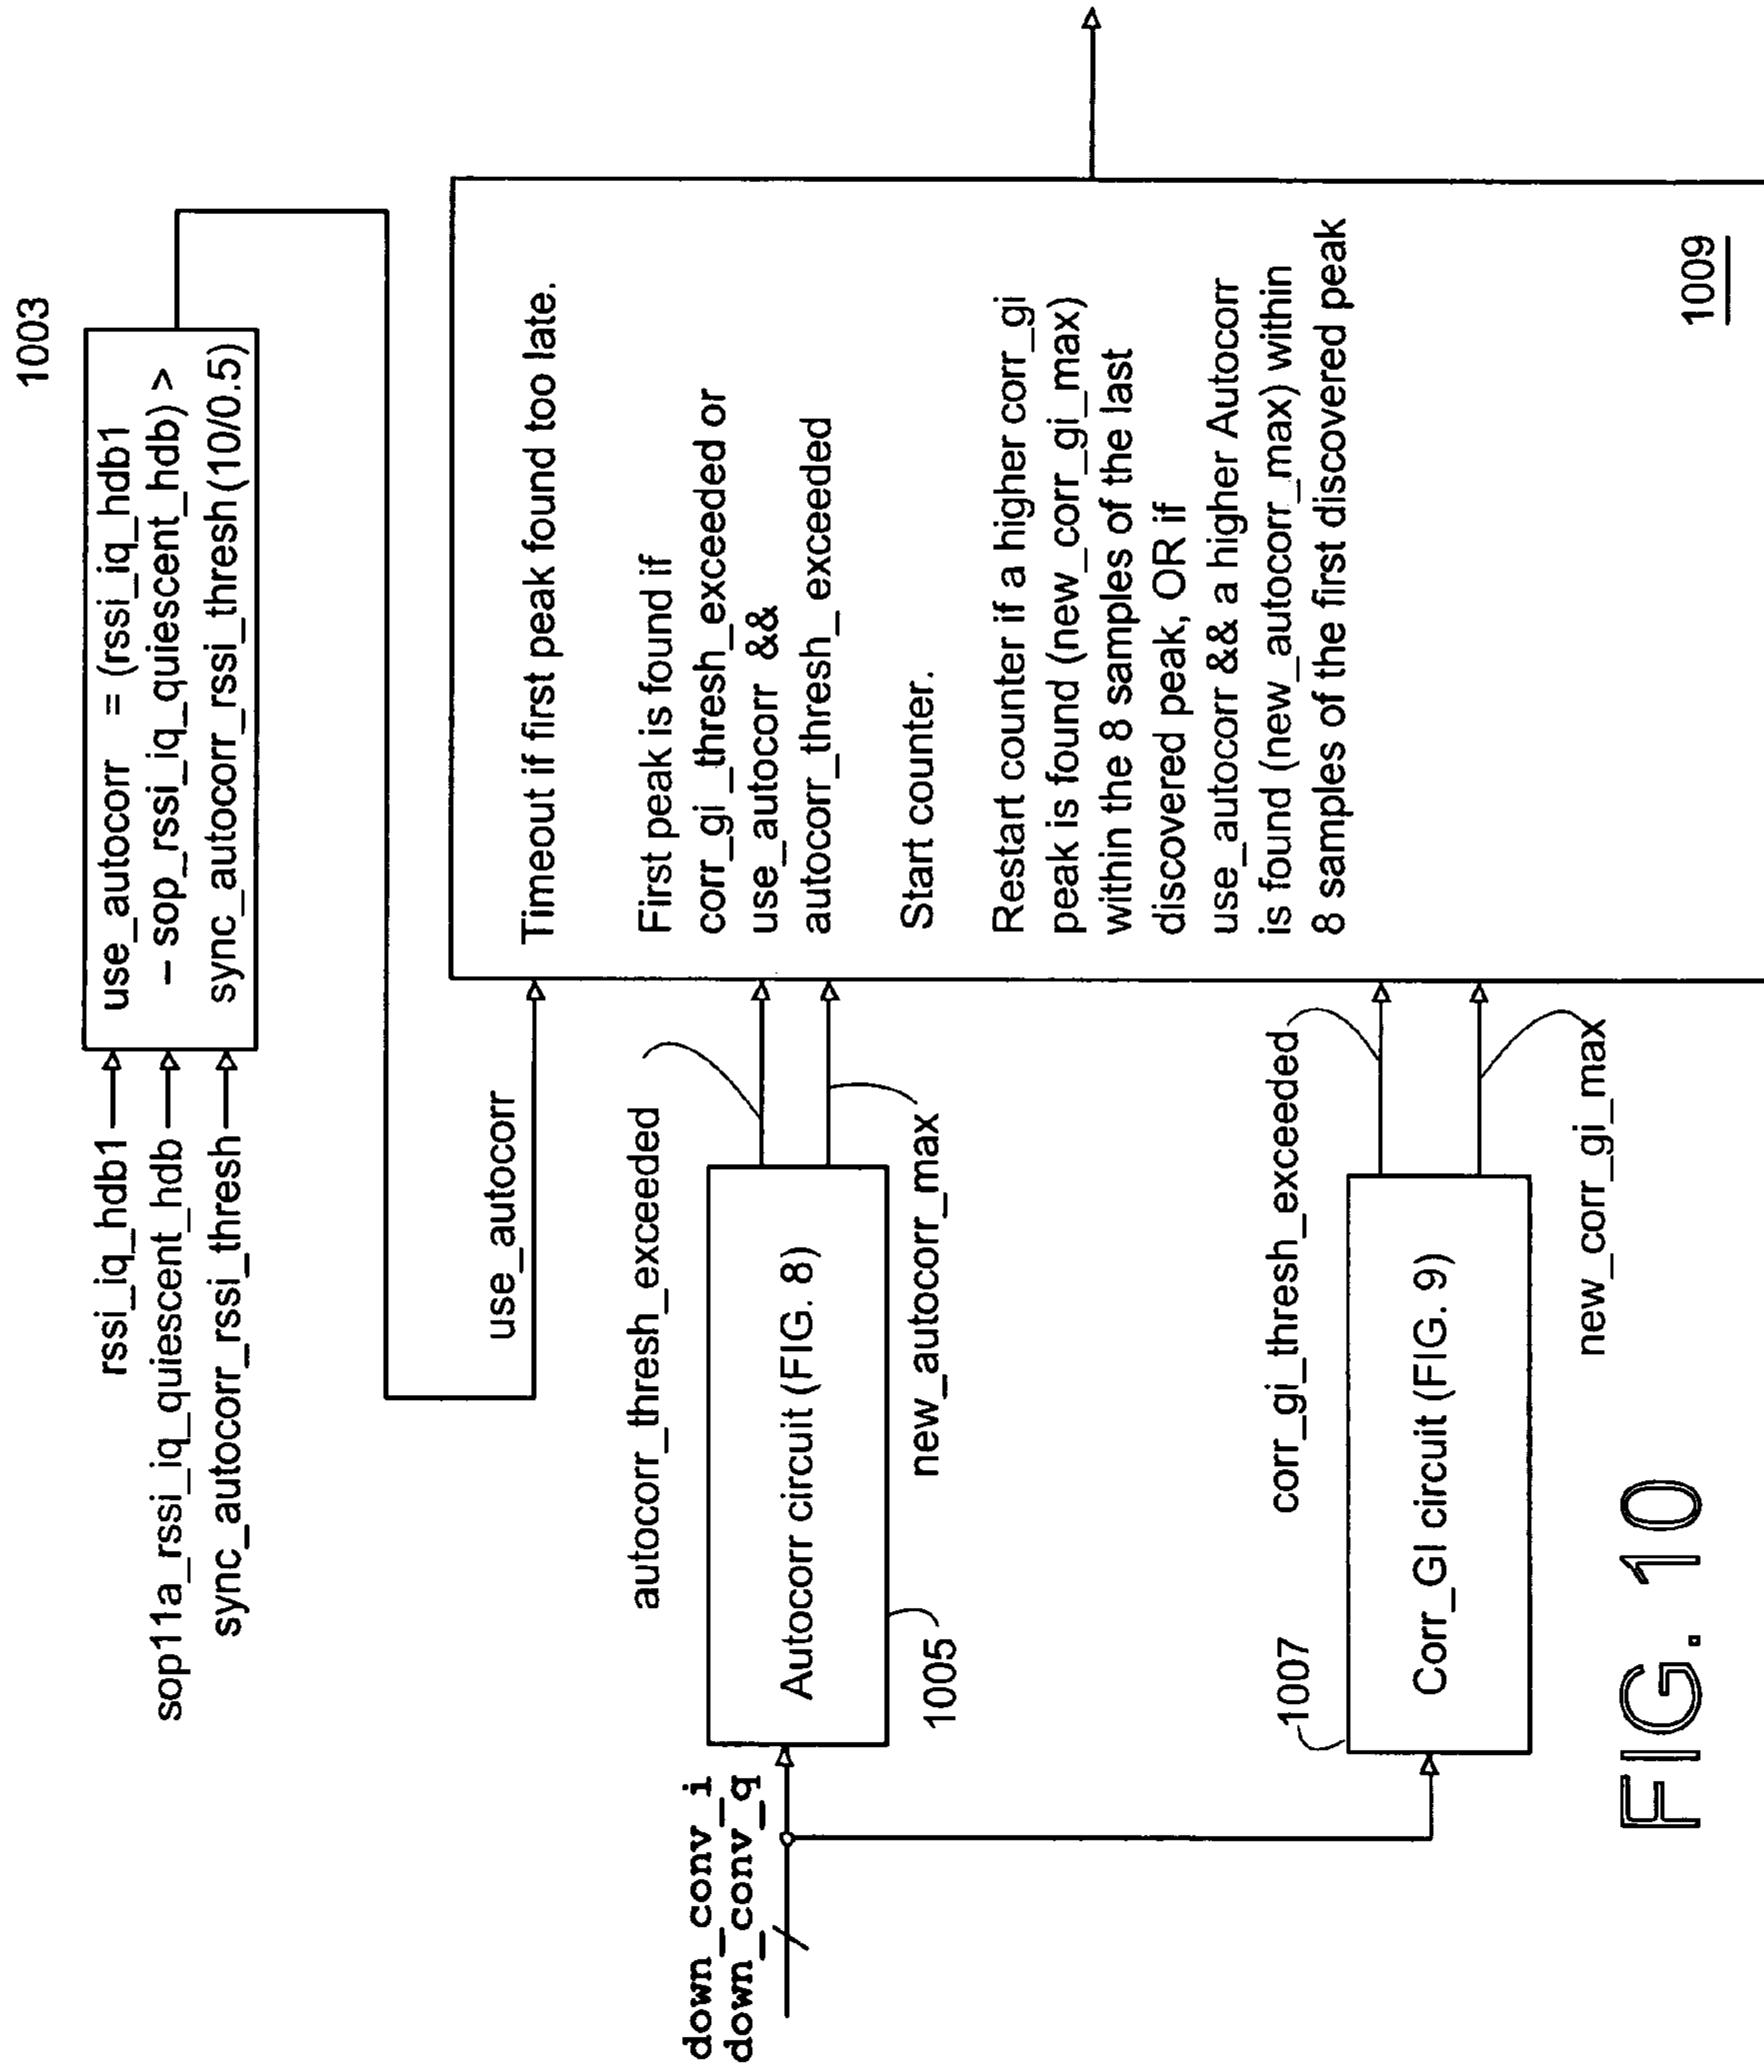 1003
rssi_iq_hdb1
sop11a_rssi_iq_quiescent_hdb
sync_autocorr_rssi_thresh
use_autocorr = (rssi_iq_hdb1
– sop_rssi_iq_quiescent_hdb) >
sync_autocorr_rssi_thresh(10/0.5)
use_autocorr
down_conv_i
down_conv_q
autocorr_thresh_exceeded
Autocorr circuit (FIG. 8)
1005
new_autocorr_max
corr_gi_thresh_exceeded
1007
Corr_GI circuit (FIG. 9)
new_corr_gi_max
Timeout if first peak found too late.
First peak is found if
corr_gi_thresh_exceeded or
use_autocorr &&
autocorr_thresh_exceeded
Start counter.
Restart counter if a higher corr_gi
peak is found (new_corr_gi_max)
within the 8 samples of the last
discovered peak, OR if
use_autocorr && a higher Autocorr
is found (new_autocorr_max) within
8 samples of the first discovered peak
1009
FIG. 10